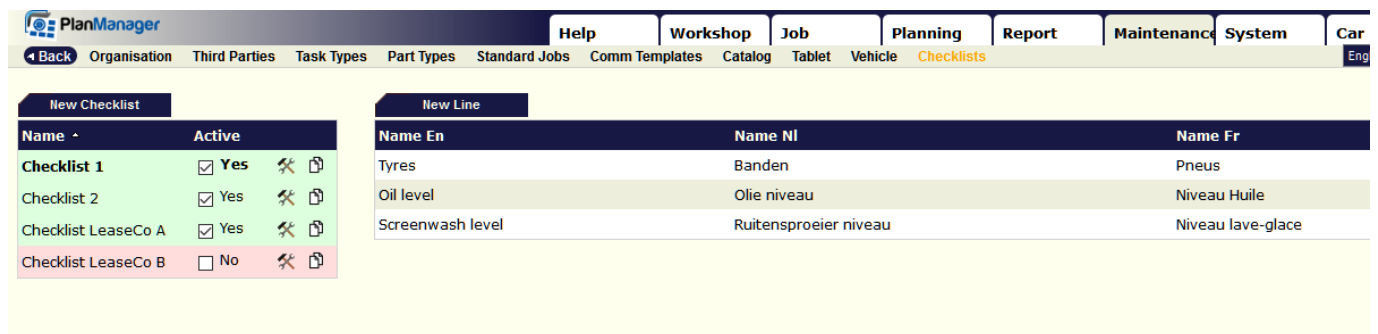 PlanManager
Help Workshop Job Planning Report Maintenance System Car
Back Organisation Third Parties Task Types Part Types Standard Jobs Comm Templates Catalog Tablet Vehicle Checklists Engl
New Checklist New Line
Name Active Name En Name Nl Name Fr
Checklist 1 Yes Tyres Banden Pneus
Checklist 2 Yes Oil level Olie niveau Niveau Huile
Checklist LeaseCo A Yes Screenwash level Ruitensproeier niveau Niveau lave-glace
Checklist LeaseCo B No